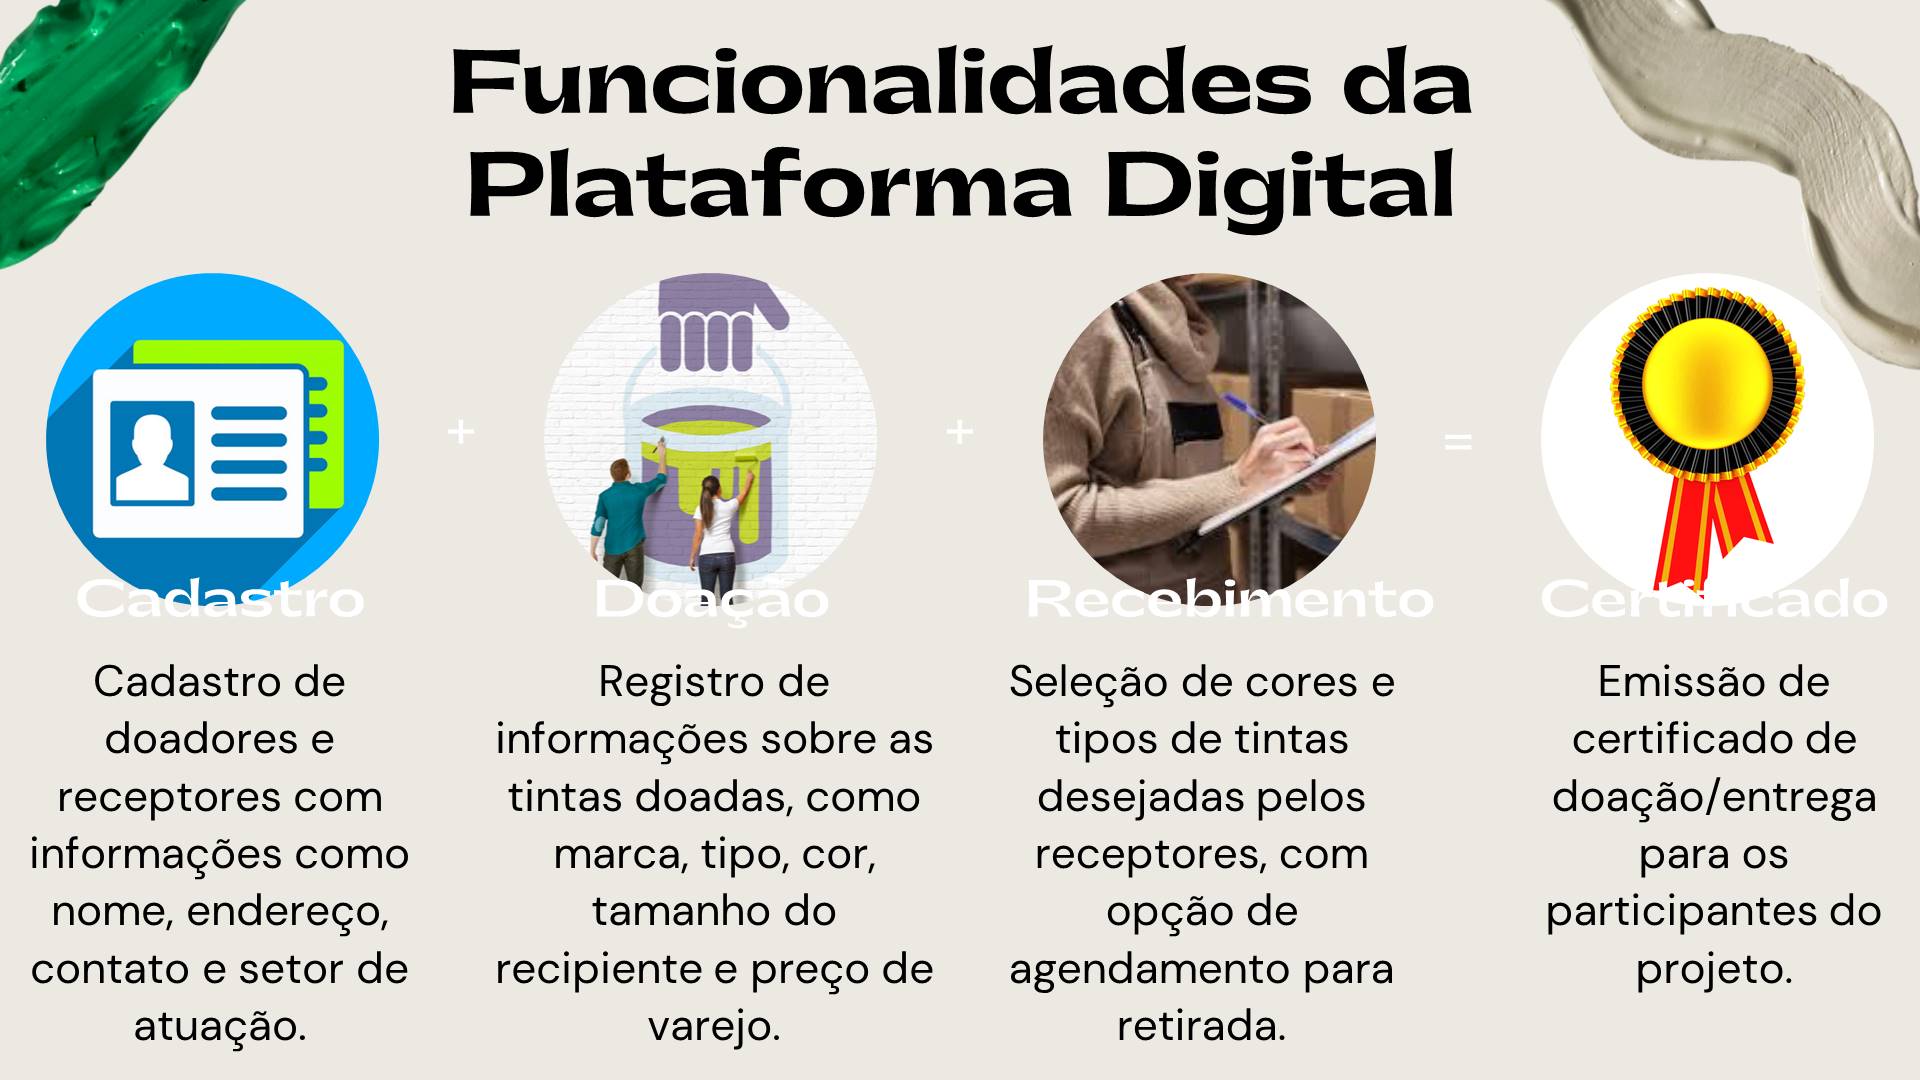 Funcionalidades da
Plataforma Digital
+
+
=
Cadastro
Cadastro de
doadores e
receptores com
informações como
nome, endereço,
contato e setor de
atuação.
Doação
Registro de
informações sobre as
tintas doadas, como
marca, tipo, cor,
tamanho do
recipiente e preço de
varejo.
Recebimento
Seleção de cores e
tipos de tintas
desejadas pelos
receptores, com
opção de
agendamento para
retirada.
Certificado
Emissão de
certificado de
doação/entrega
para os
participantes do
projeto.